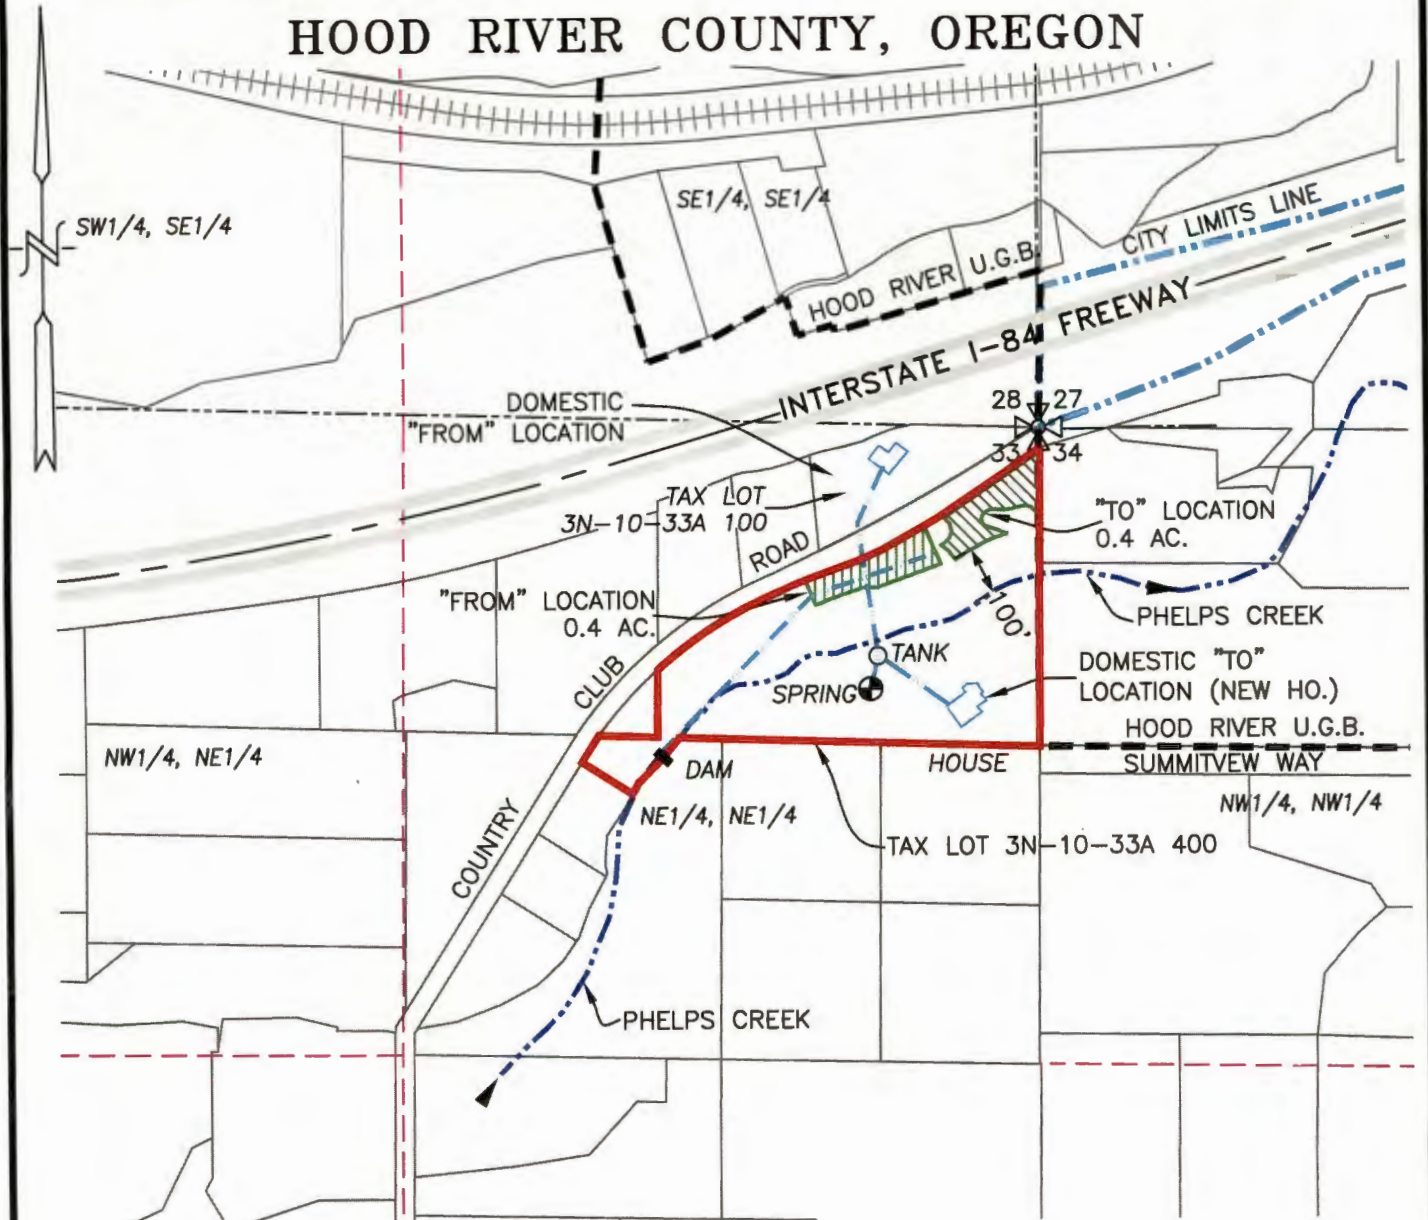 HOOD RIVER COUNTY, OREGON
SE1/4, SE1/4
SW1/4, SE1/4
CITY LIMITS LINE
HOOD RIVER U.G.B.
INTERSTATE I-84 FREEWAY
N
DOMESTIC
"FROM" LOCATION
28 27
33 34
TAX LOT
3N-10-33A 100
"TO" LOCATION
0.4 AC.
ROAD
"FROM" LOCATION
0.4 AC.
100'
PHELPS CREEK
TANK
SPRING
DOMESTIC "TO"
LOCATION (NEW HO.)
CLUB
HOOD RIVER U.G.B.
NW1/4, NE1/4
DAM
HOUSE
SUMMITVEW WAY
NE1/4, NE1/4
NW1/4, NW1/4
TAX LOT 3N-10-33A 400
COUNTRY
PHELPS CREEK